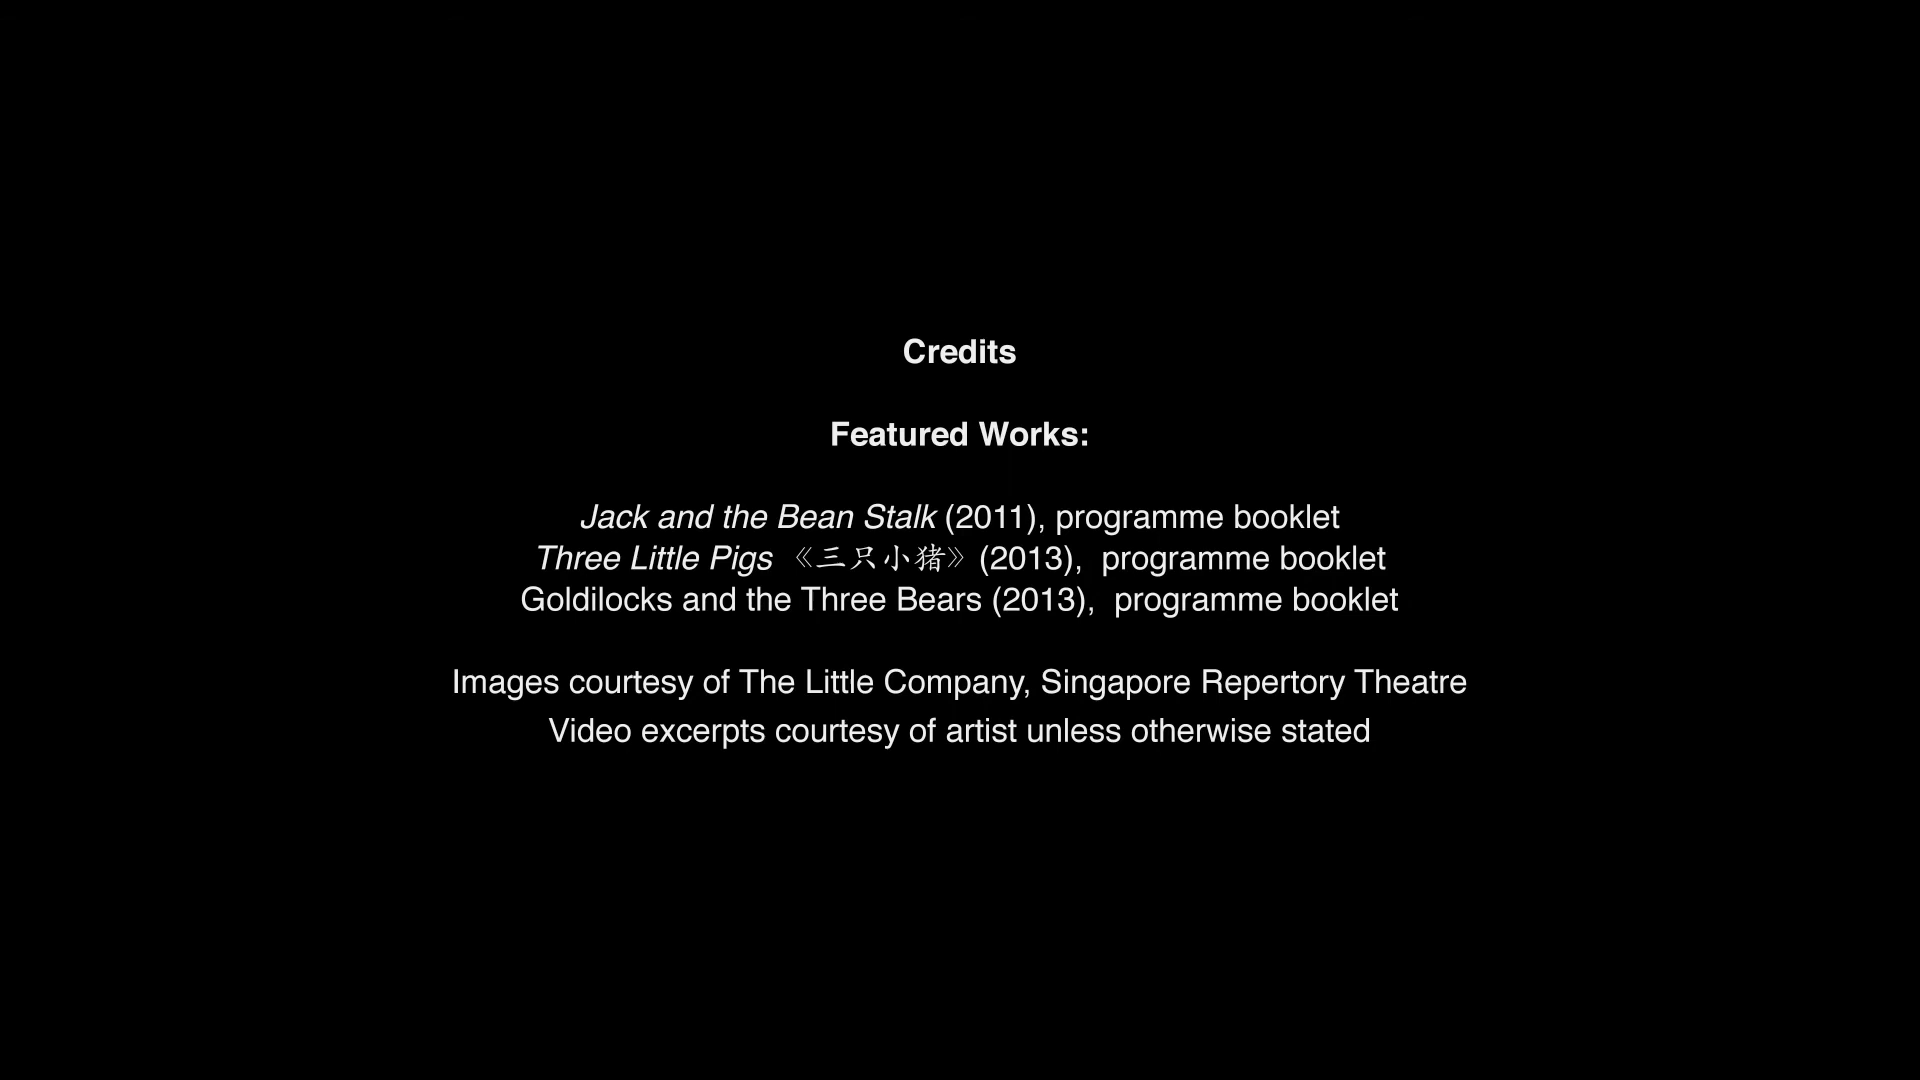 Credits
Featured Works:
Jack and the Bean Stalk (2011), programme booklet
Three Little Pigs 《三只小猪》 (2013),  programme booklet
Goldilocks and the Three Bears (2013),  programme booklet
Images courtesy of The Little Company, Singapore Repertory Theatre
Video excerpts courtesy of artist unless otherwise stated